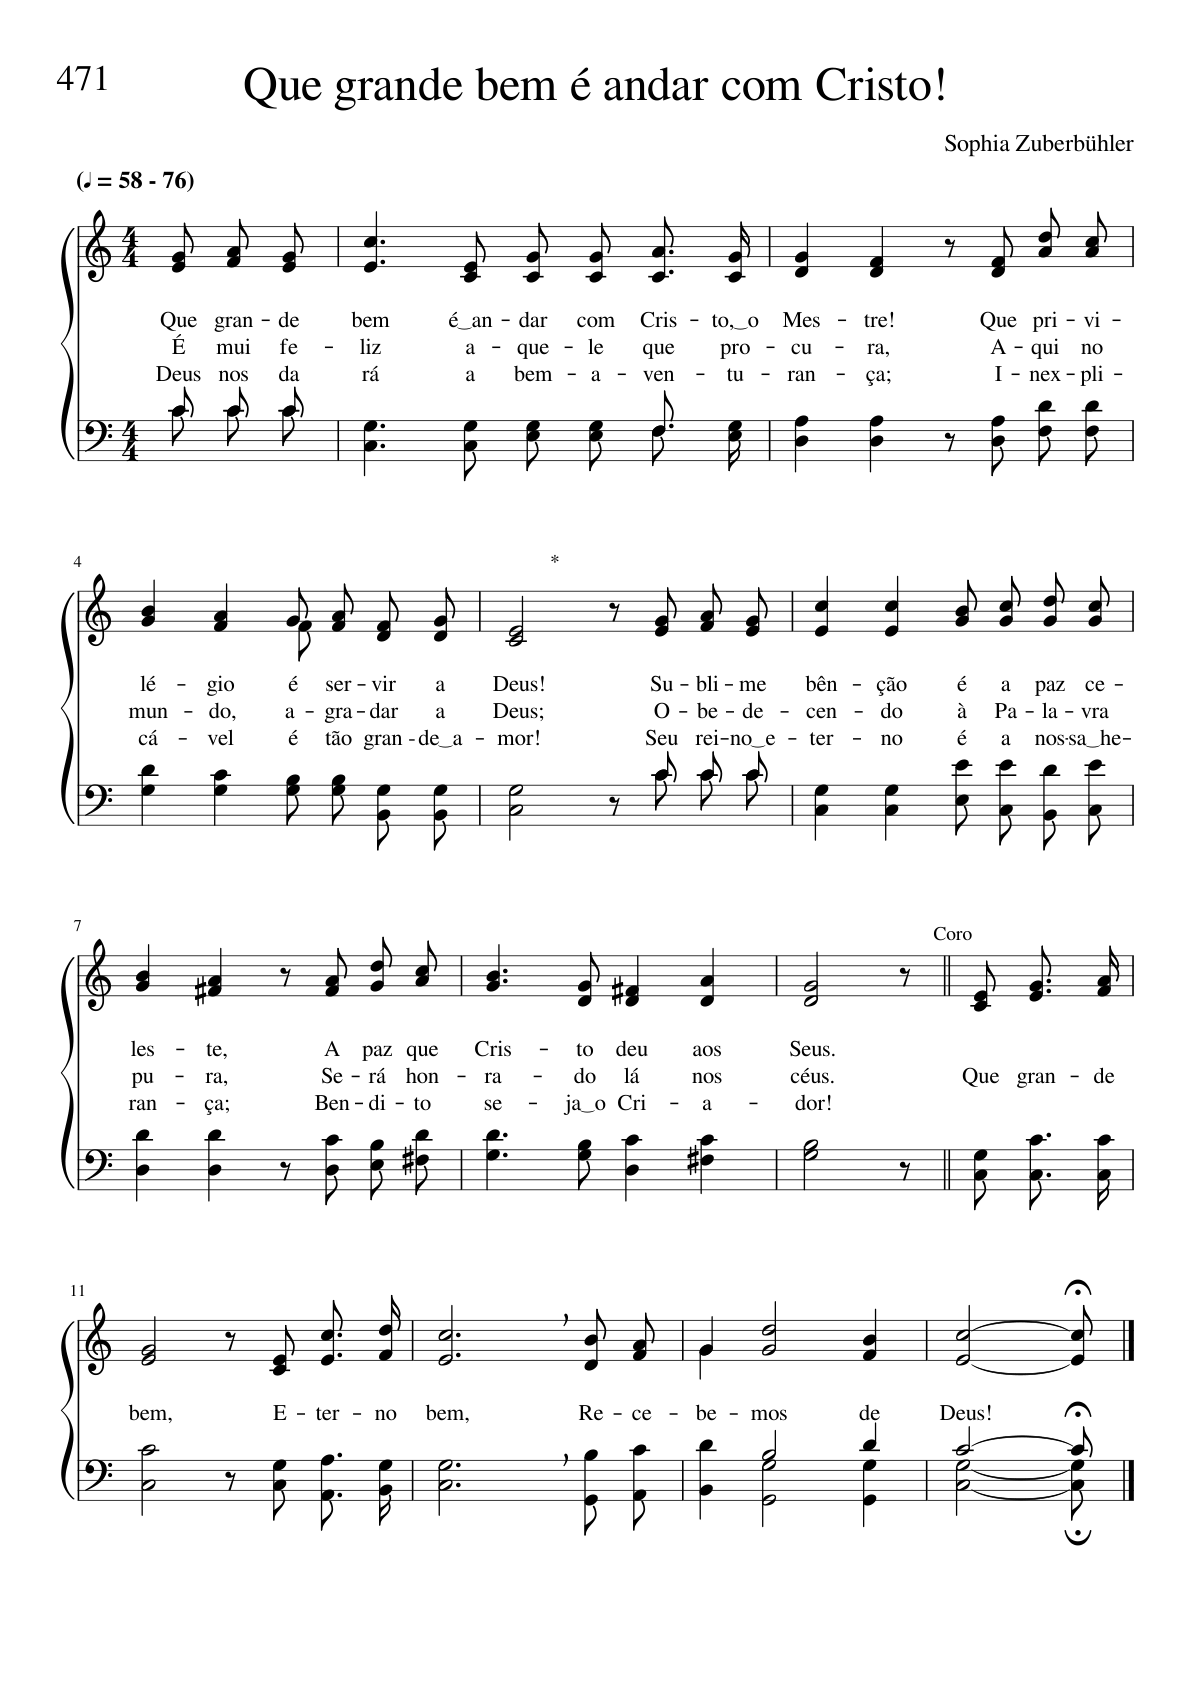 471
Que grande bem é andar com Cristo!
Sophia Zuberbühler
(♩ = 58 - 76)
Que gran – de bem é‿an – dar com Cris – to,‿o Mes – tre! Que pri – vi –
É mui fe – liz a – que – le que pro – cu – ra, A – qui no
Deus nos da rá a bem – a – ven – tu – ran – ça; I – nex – pli –
4
*
lé – gio é ser – vir a Deus! Su – bli – me bên – ção é a paz ce –
mun – do, a – gra – dar a Deus; O – be – de – cen – do à Pa – la – vra
cá – vel é tão gran - de‿a – mor! Seu rei – no‿e – ter – no é a nos - sa‿he –
7
Coro
les – te, A paz que Cris – to deu aos Seus.
pu – ra, Se – rá hon – ra – do lá nos céus. Que gran – de
ran – ça; Ben – di – to se – ja‿o Cri – a – dor!
11
bem, E – ter – no bem, Re – ce – be – mos de Deus!